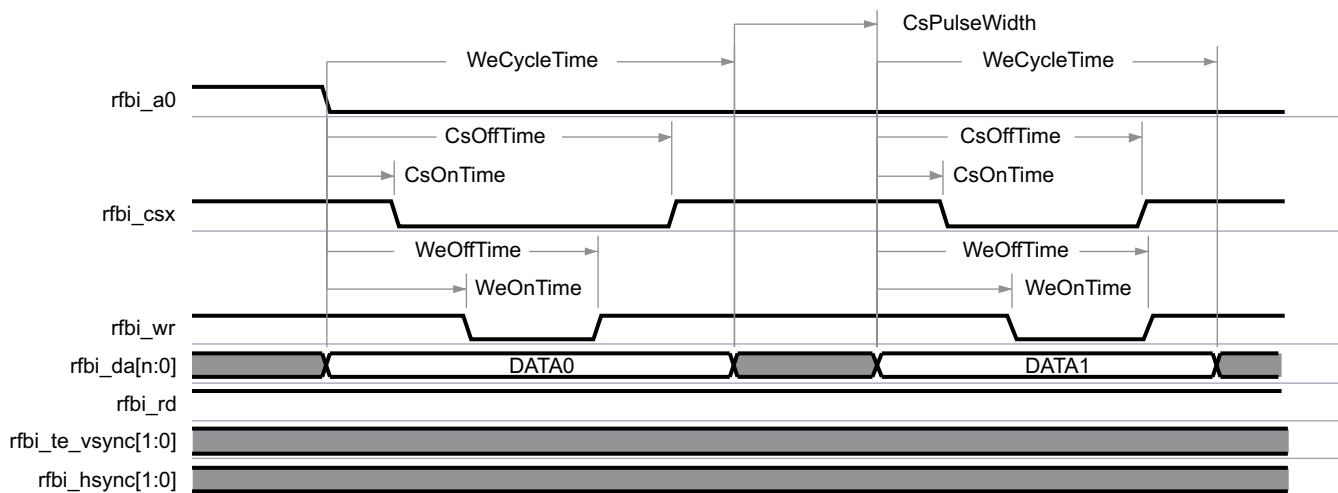 CsPulseWidth
WeCycleTime WeCycleTime
rfbi_a0
CsOffTime CsOffTime
CsOnTime CsOnTime
rfbi_csx
WeOffTime WeOffTime
WeOnTime WeOnTime
rfbi_wr
rfbi_da[n:0] DATA0 DATA1
rfbi_rd
rfbi_te_vsync[1:0]
rfbi_hsync[1:0]